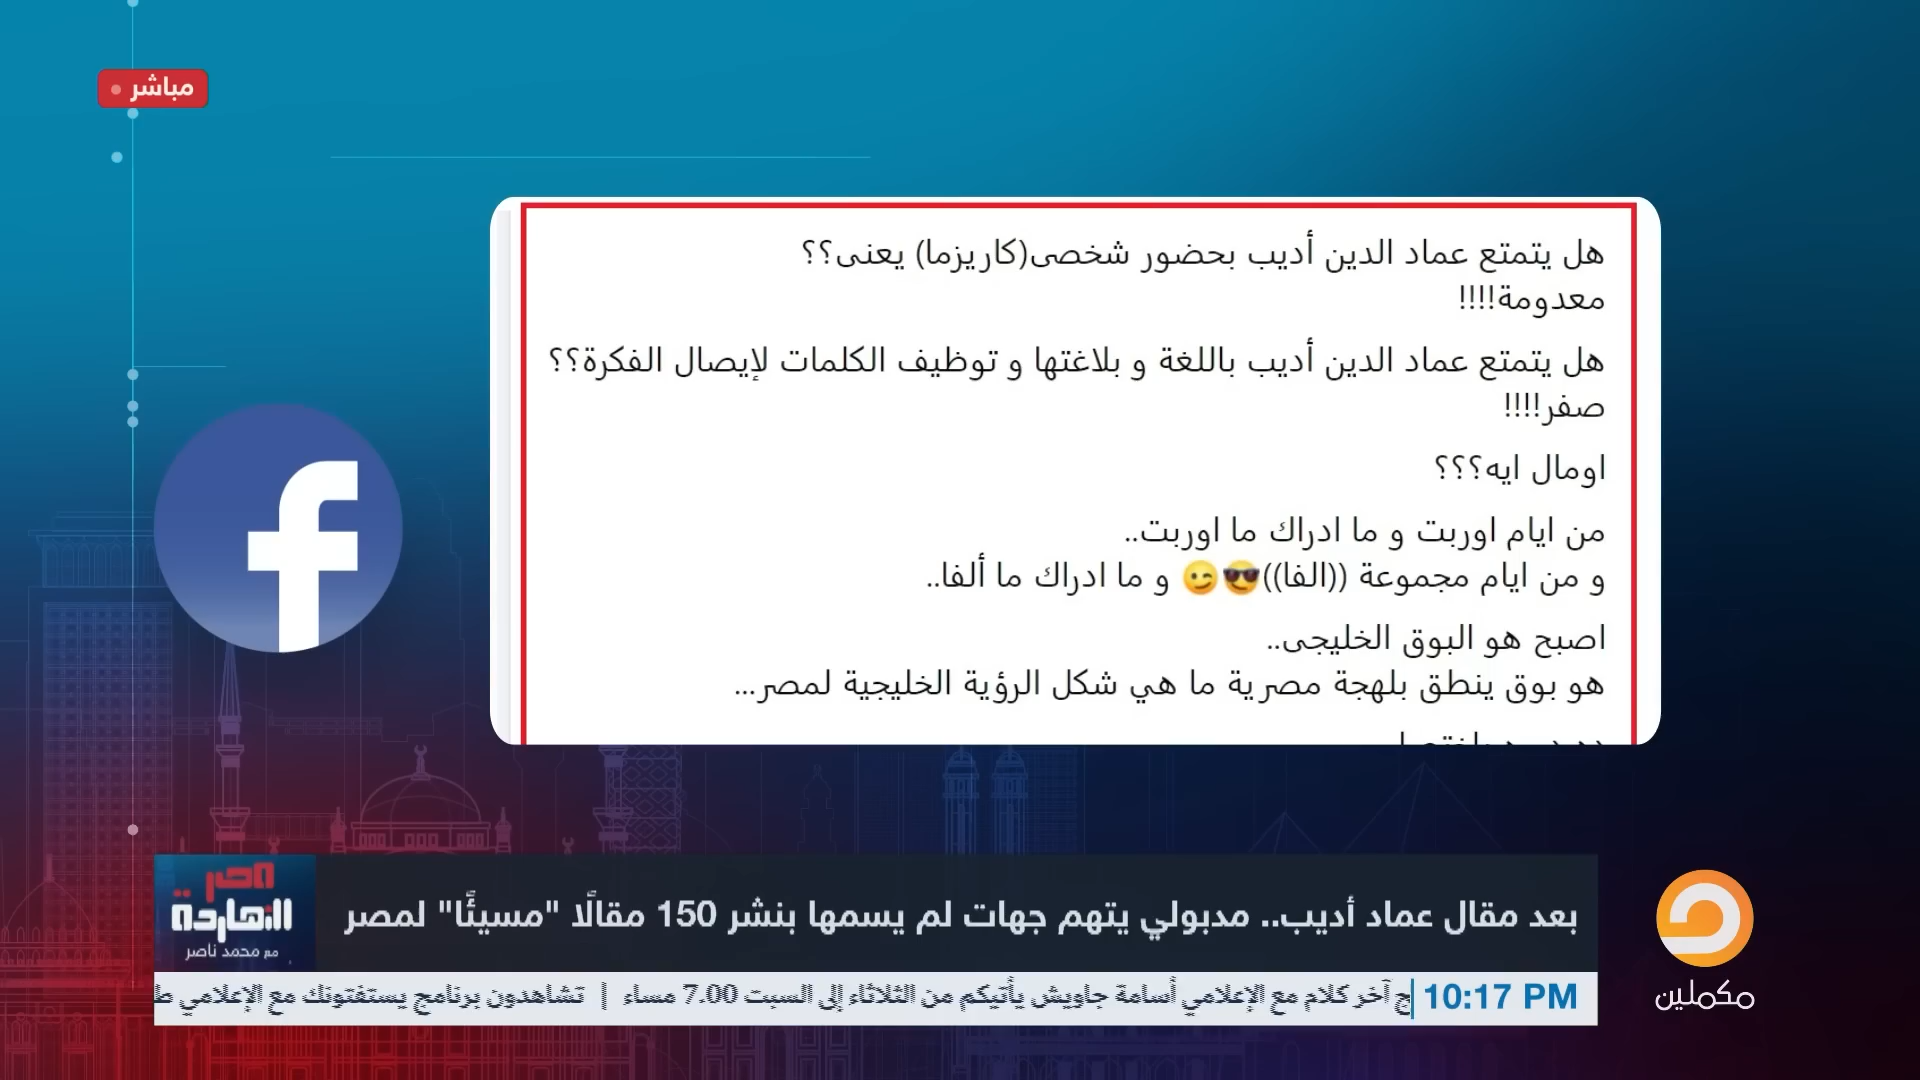 مباشر
هل يتمتع عماد الدين أديب بحضور شخصى(كاريزما) يعنى؟؟
معدومة!!!!
هل يتمتع عماد الدين أديب باللغة و بلاغتها و توظيف الكلمات لإيصال الفكرة؟؟
صفر!!!!
اومال ايه؟؟؟
من ايام اوربت و ما ادراك ما اوربت..
و من ايام مجموعة ((الفا))😎😉 و ما ادراك ما ألفا..
اصبح هو البوق الخليجى..
هو بوق ينطق بلهجة مصرية ما هي شكل الرؤية الخليجية لمصر...
مصر
النهاردة
مع محمد ناصر
بعد مقال عماد أديب.. مدبولي يتهم جهات لم يسمها بنشر 150 مقالًا "مسيئًا" لمصر
10:17 PM
ج آخر كلام مع الإعلامي أسامة جاويش يأتيكم من الثلاثاء إلى السبت 7.00 مساء | تشاهدون برنامج يستفتونك مع الإعلامي
مكملين